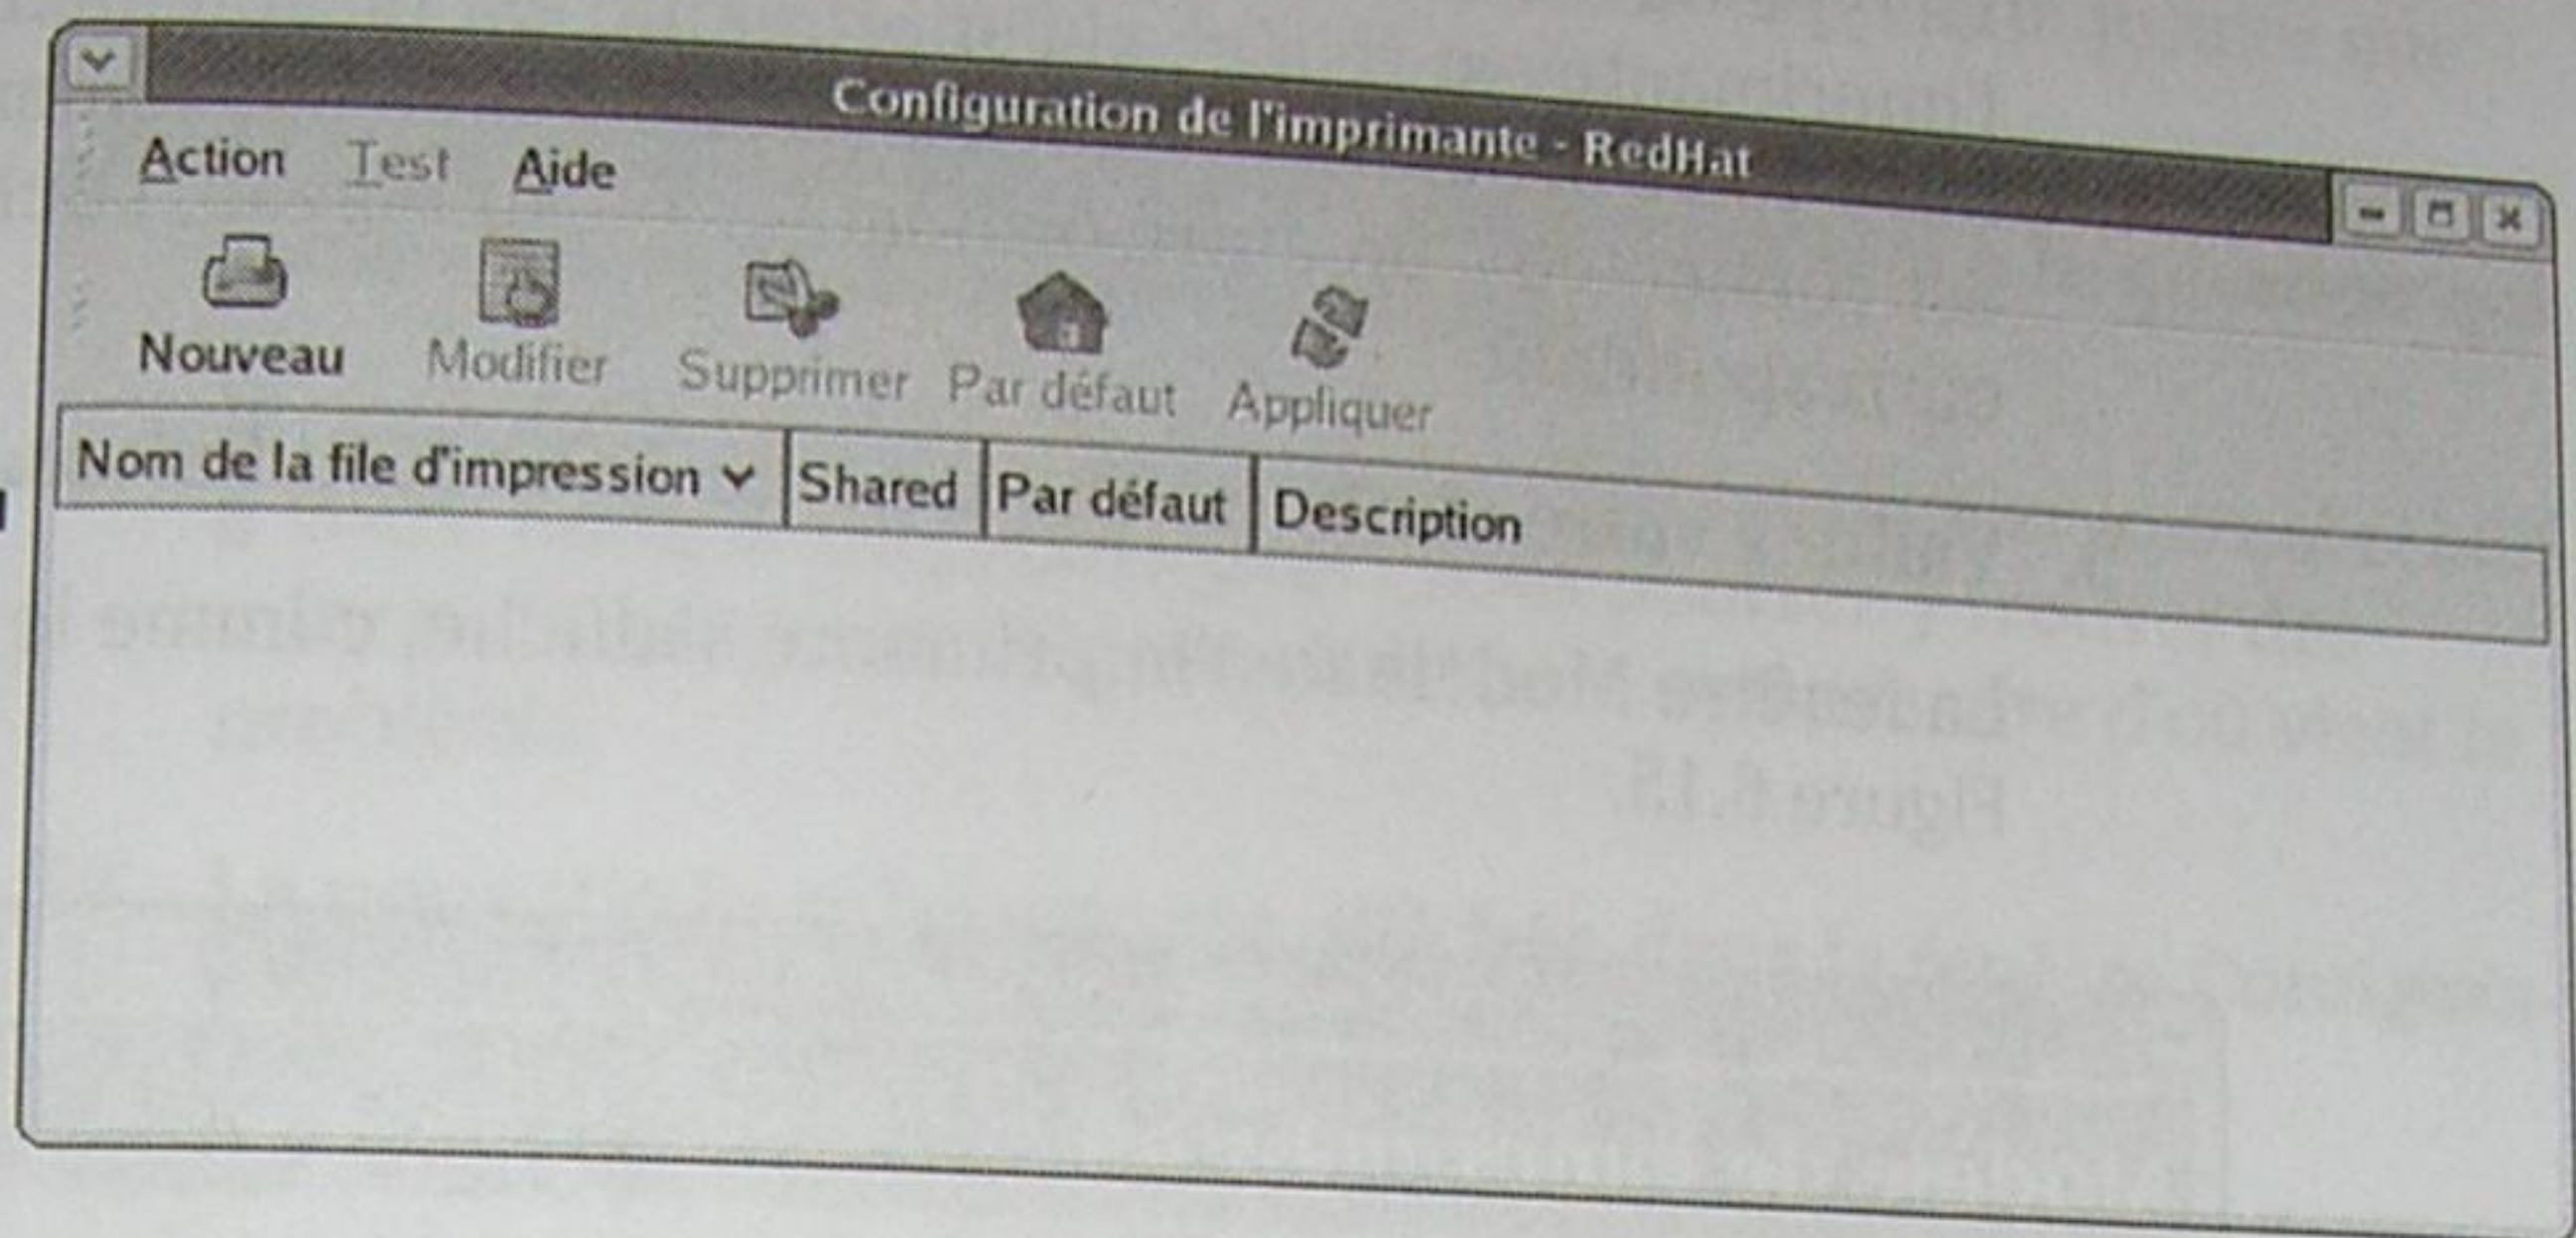 Configuration de l'imprimante - RedHat
Action Test Aide
Nouveau Modifier Supprimer Par défaut Appliquer
Nom de la file d'impression Shared Par défaut Description